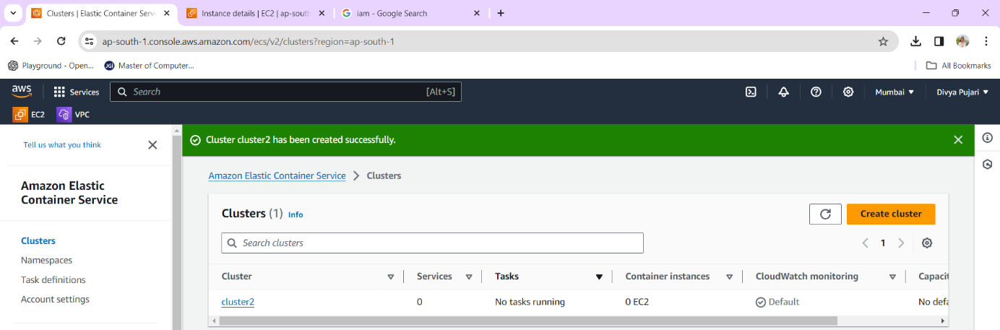 Clusters | Elastic Container Servi
Instance details | EC2 | ap-south
iam - Google Search
ap-south-1.console.aws.amazon.com/ecs/v2/clusters?region=ap-south-1
Playground - Open...
JGI Master of Computer...
All Bookmarks
aws
Services
Search
[Alt+S]
Mumbai
Divya Pujari
EC2
VPC
Tell us what you think
Cluster cluster2 has been created successfully.
Amazon Elastic
Container Service
Clusters
Namespaces
Task definitions
Account settings
Amazon Elastic Container Service > Clusters
Clusters (1) Info
Create cluster
Search clusters
1
Cluster Services Tasks Container instances CloudWatch monitoring Capacit
cluster2 0 No tasks running 0 EC2 Default No defa